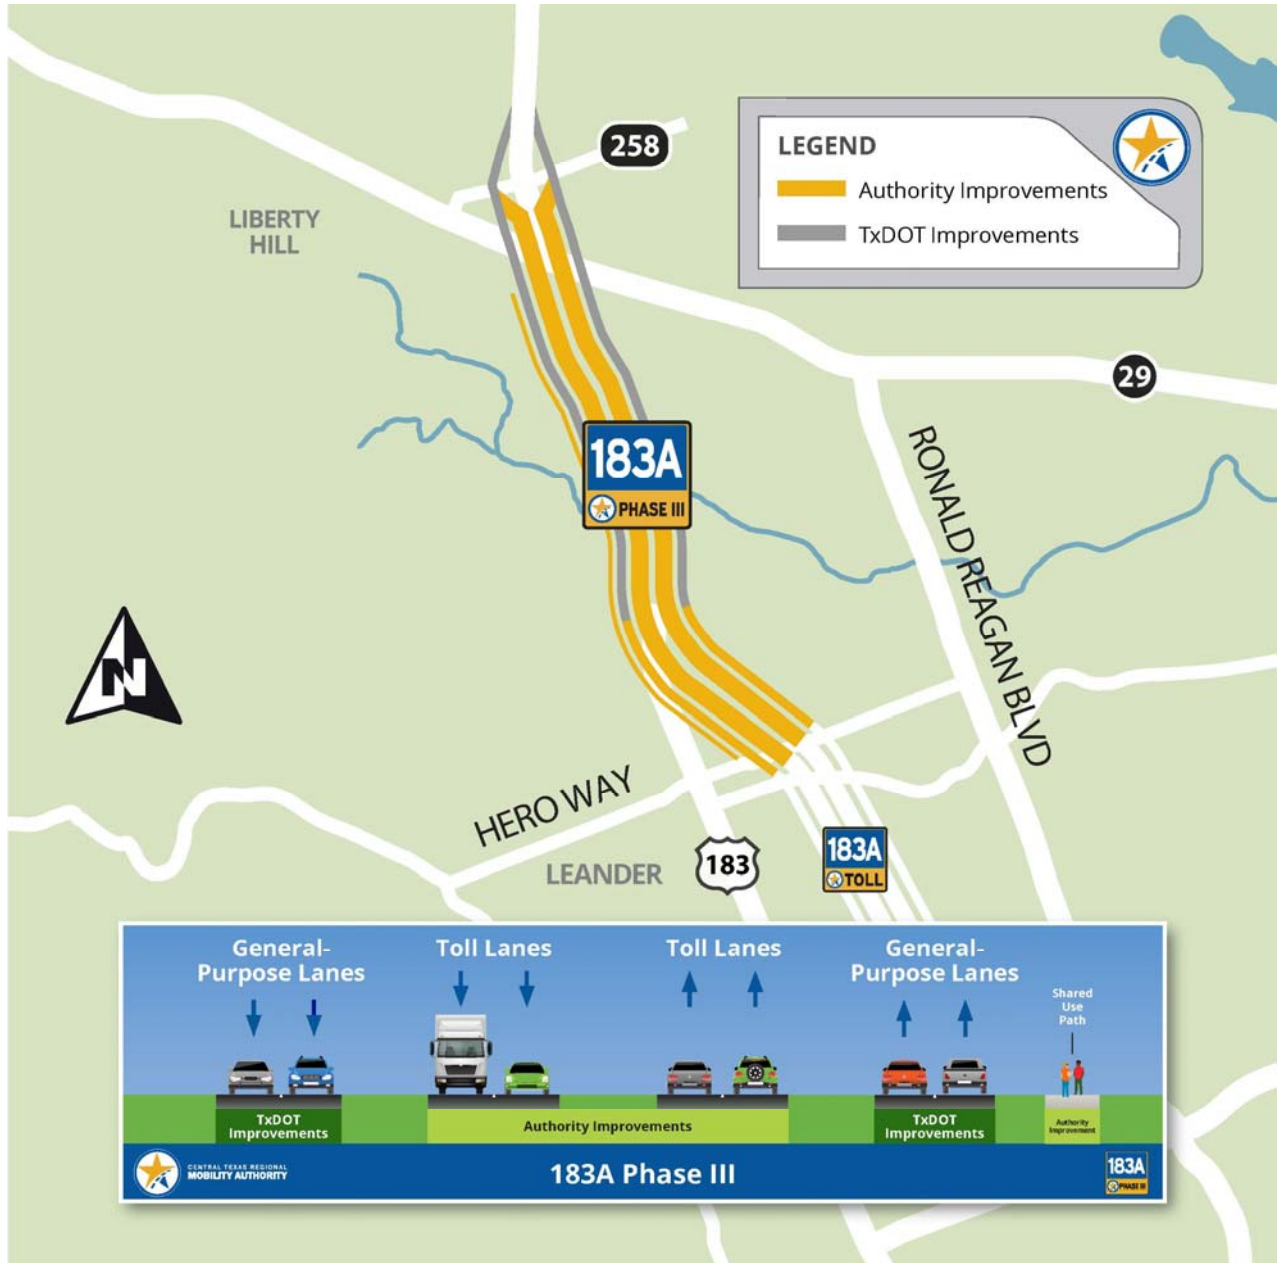 258
LEGEND
Authority Improvements
TxDOT Improvements
LIBERTY
HILL
29
183A
PHASE III
RONALD REAGAN BLVD
N
HERO WAY
LEANDER
183
183A
TOLL
General-
Purpose Lanes
Toll Lanes
Toll Lanes
General-
Purpose Lanes
Shared
Use
Path
TxDOT
Improvements
Authority Improvements
TxDOT
Improvements
Authority
Improvement
CENTRAL TEXAS REGIONAL
MOBILITY AUTHORITY
183A Phase III
183A
PHASE III